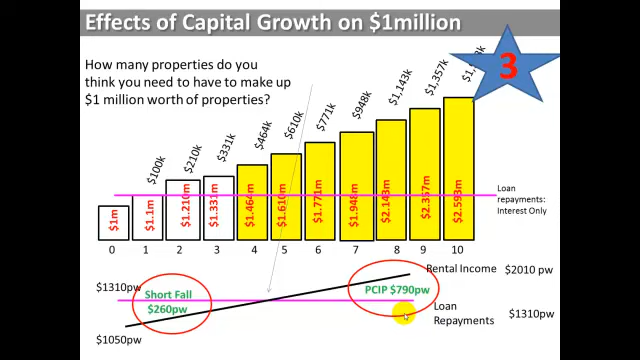 Effects of Capital Growth on $1million
How many properties do you
think you need to have to make up
$1 million worth of properties?
3
$100k
$210k
$331k
$464k
$610k
$771k
$948k
$1,143k
$1,357k
$1m
$1.1m
$1.210m
$1.331m
$1.466m
$1.610m
$1.771m
$1.948m
$2.143m
$2.357m
$2.593m
Loan
repayments:
Interest Only
0 1 2 3 4 5 6 7 8 9 10
Rental Income
$2010 pw
$1310pw
Short Fall
$260pw
PCIP $790pw
Loan
Repayments
$1310pw
$1050pw